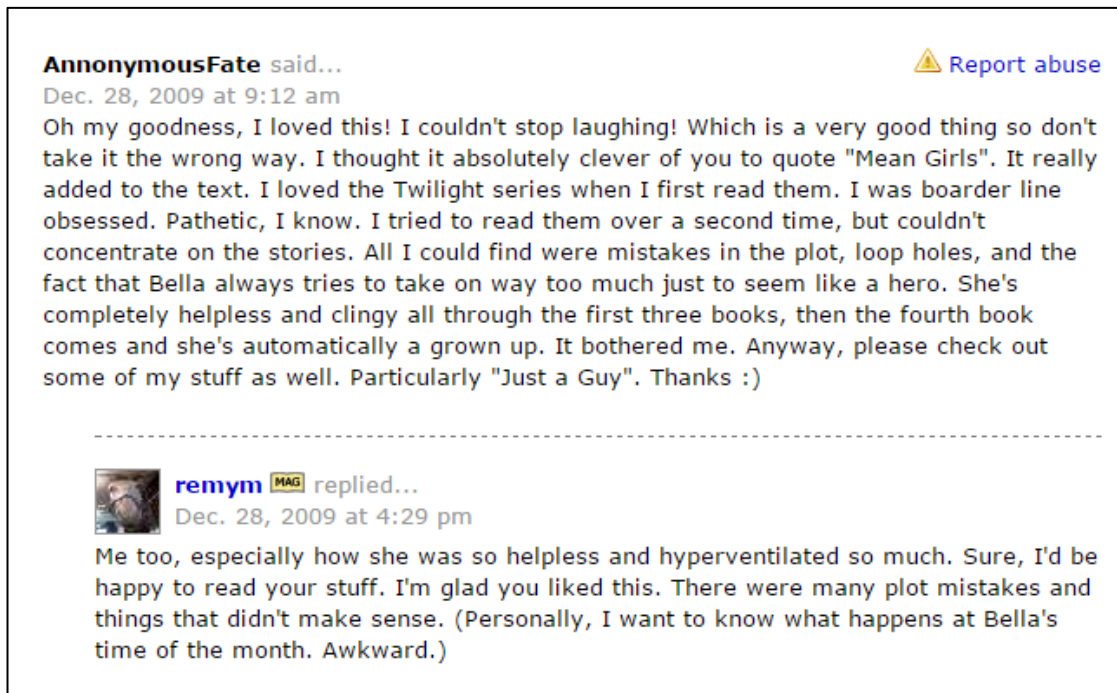 AnnonymousFate said... Report abuse
Dec. 28, 2009 at 9:12 am
Oh my goodness, I loved this! I couldn't stop laughing! Which is a very good thing so don't
take it the wrong way. I thought it absolutely clever of you to quote "Mean Girls". It really
added to the text. I loved the Twilight series when I first read them. I was boarder line
obsessed. Pathetic, I know. I tried to read them over a second time, but couldn't
concentrate on the stories. All I could find were mistakes in the plot, loop holes, and the
fact that Bella always tries to take on way too much just to seem like a hero. She's
completely helpless and clingy all through the first three books, then the fourth book
comes and she's automatically a grown up. It bothered me. Anyway, please check out
some of my stuff as well. Particularly "Just a Guy". Thanks :)
remym MAG replied...
Dec. 28, 2009 at 4:29 pm
Me too, especially how she was so helpless and hyperventilated so much. Sure, I'd be
happy to read your stuff. I'm glad you liked this. There were many plot mistakes and
things that didn't make sense. (Personally, I want to know what happens at Bella's
time of the month. Awkward.)